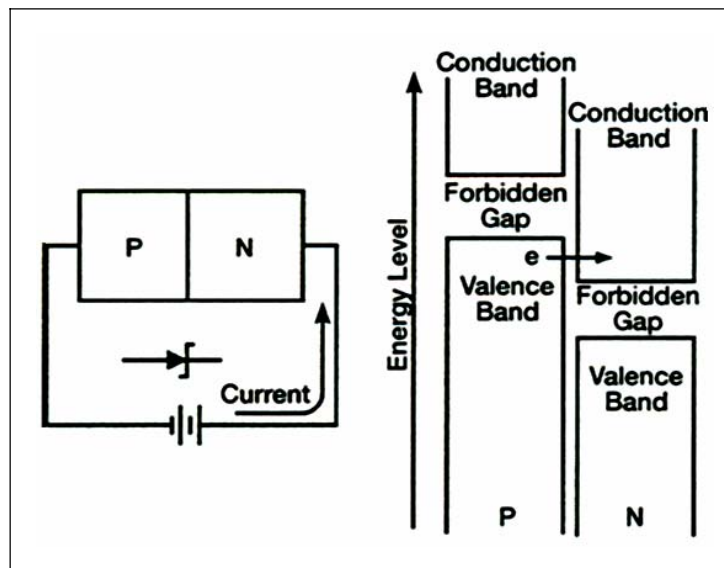 P
N
Current
Energy Level
Conduction
Band
Forbidden
Gap
e
Valence
Band
P
Conduction
Band
Forbidden
Gap
Valence
Band
N